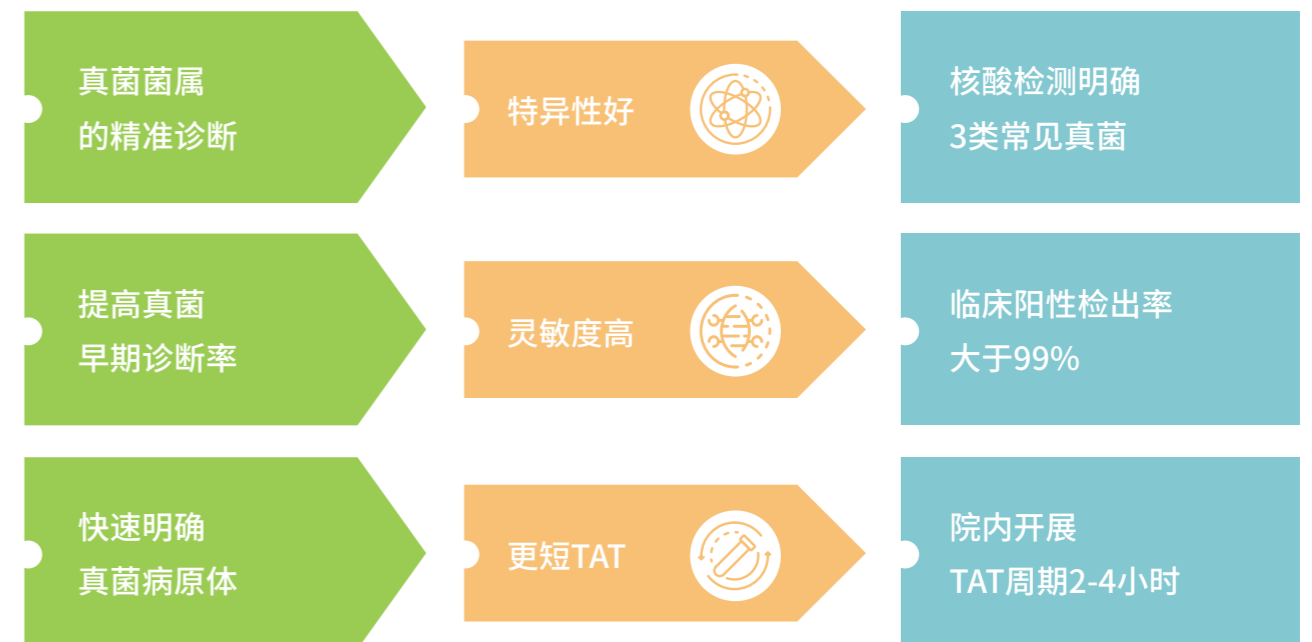 真菌菌属
的精准诊断
特异性好
核酸检测明确
3类常见真菌
提高真菌
早期诊断率
灵敏度高
临床阳性检出率
大于99%
快速明确
真菌病原体
更短TAT
院内开展
TAT周期2-4小时